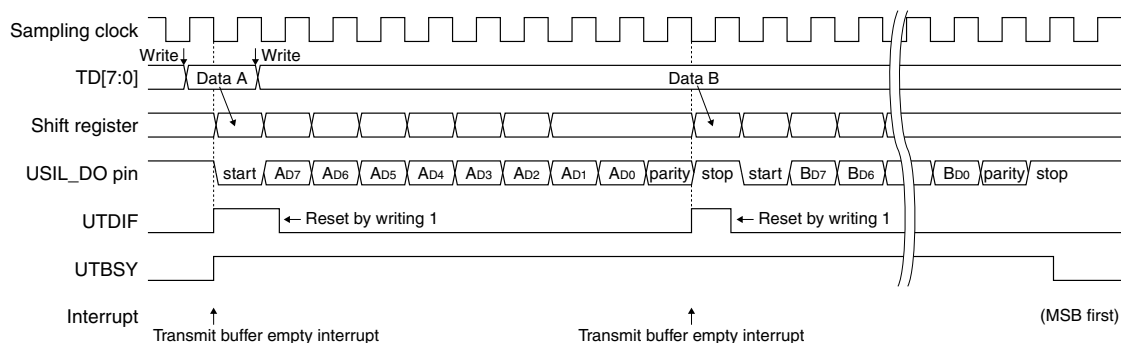 Sampling clock
Write Write
TD[7:0] Data A Data B
Shift register
USIL_DO pin start AD7 AD6 AD5 AD4 AD3 AD2 AD1 AD0 parity stop start BD7 BD6 BD0 parity stop
UTDIF Reset by writing 1 Reset by writing 1
UTBSY
Interrupt (MSB first)
Transmit buffer empty interrupt Transmit buffer empty interrupt